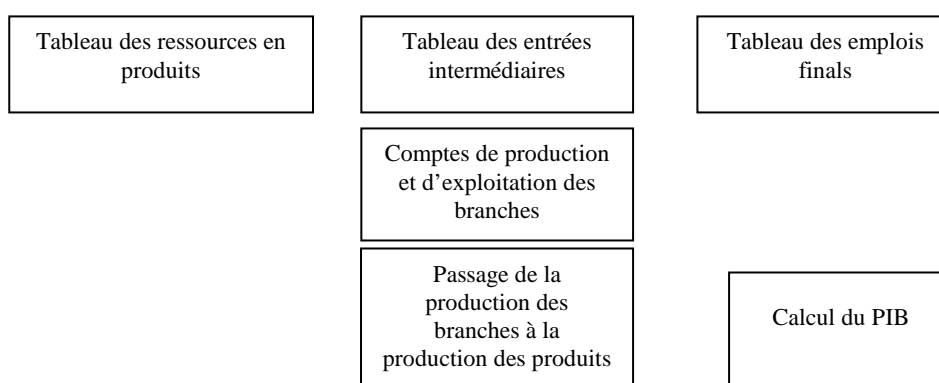 Tableau des ressources en
produits
Tableau des entrées
intermédiaires
Tableau des emplois
finals
Comptes de production
et d’exploitation des
branches
Passage de la
production des
branches à la
production des produits
Calcul du PIB